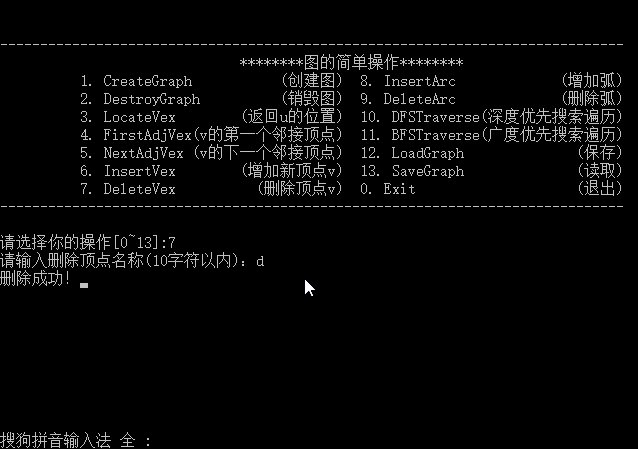 --------------------------------------------------------------------------------
********图的简单操作********
1. CreateGraph (创建图) 8. InsertArc (增加弧)
2. DestroyGraph (销毁图) 9. DeleteArc (删除弧)
3. LocateVex (返回u的位置) 10. DFSTraverse(深度优先搜索遍历)
4. FirstAdjVex(v的第一个邻接顶点) 11. BFSTraverse(广度优先搜索遍历)
5. NextAdjVex (v的下一个邻接顶点) 12. LoadGraph (保存)
6. InsertVex (增加新顶点v) 13. SaveGraph (读取)
7. DeleteVex (删除顶点v) 0. Exit (退出)
--------------------------------------------------------------------------------
请选择你的操作[0~13]:7
请输入删除顶点名称(10字符以内): d
删除成功!
搜狗拼音输入法 全 :